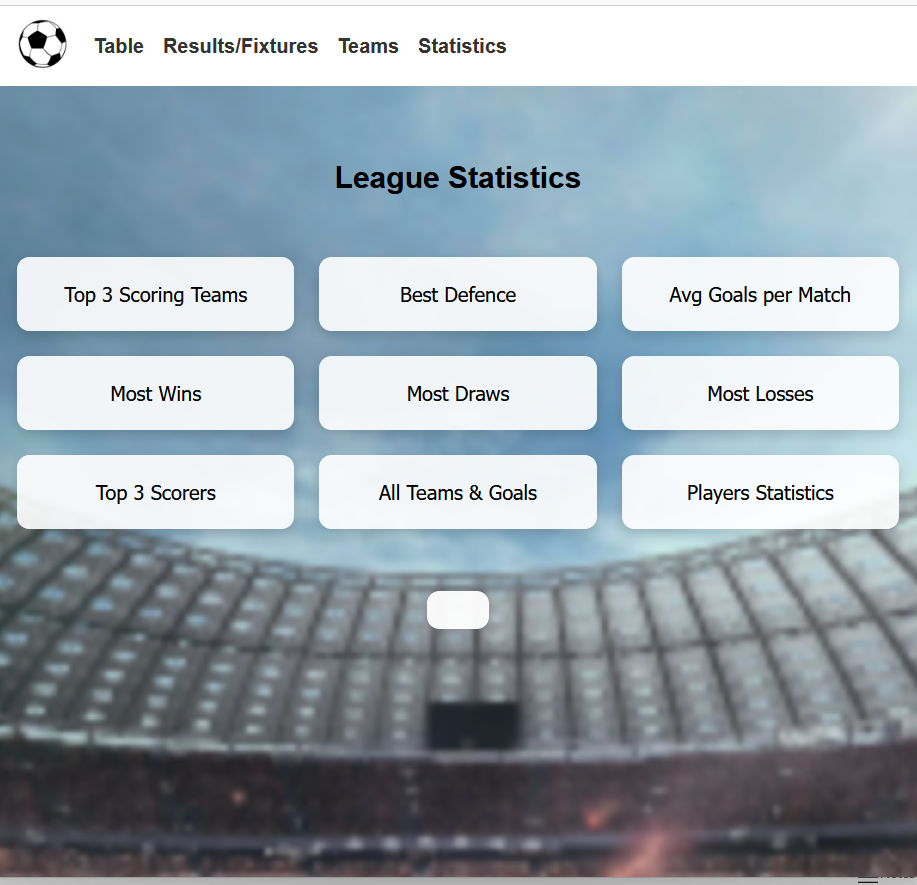 Table Results/Fixtures Teams Statistics
League Statistics
Top 3 Scoring Teams Best Defence Avg Goals per Match
Most Wins Most Draws Most Losses
Top 3 Scorers All Teams & Goals Players Statistics